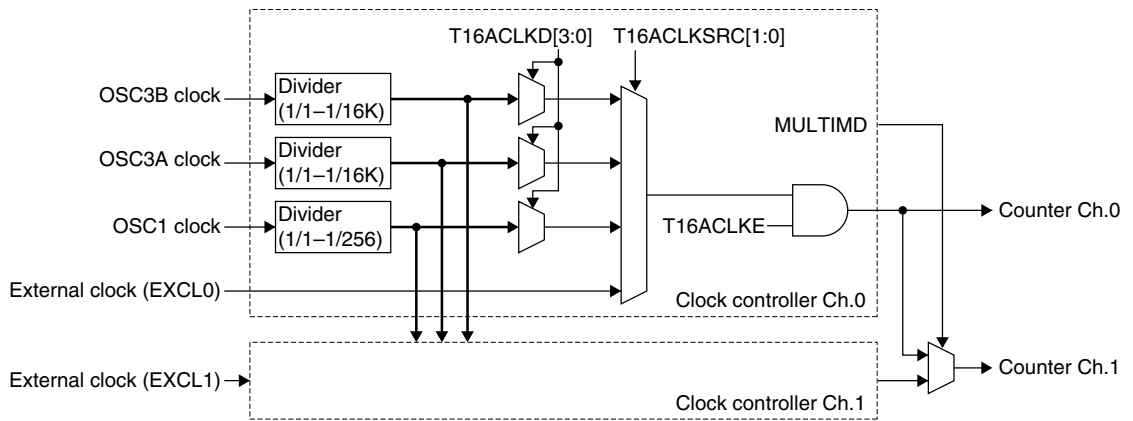 T16ACLKD[3:0] T16ACLKSRC[1:0]
OSC3B clock
Divider
(1/1–1/16K)
MULTIMD
OSC3A clock
Divider
(1/1–1/16K)
OSC1 clock
Divider
(1/1–1/256)
T16ACLKE
Counter Ch.0
External clock (EXCL0)
Clock controller Ch.0
External clock (EXCL1)
Counter Ch.1
Clock controller Ch.1